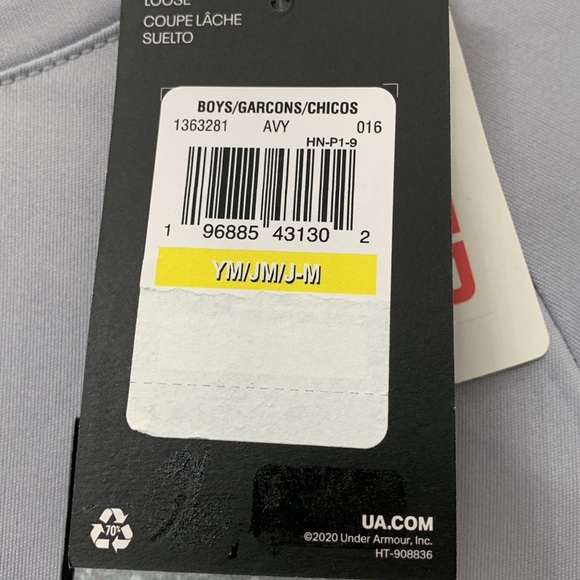 LOOSE
COUPE LÂCHE
SUELTO
BOYS/GARCONS/CHICOS
1363281 AVY 016
HN-P1-9
1 96885 43130 2
YM/JM/J-M
70%
UA.COM
©2020 Under Armour, Inc.
HT-908836